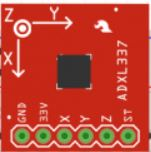 Z Y
X
ADXL337
GND 3.3V X Y Z ST